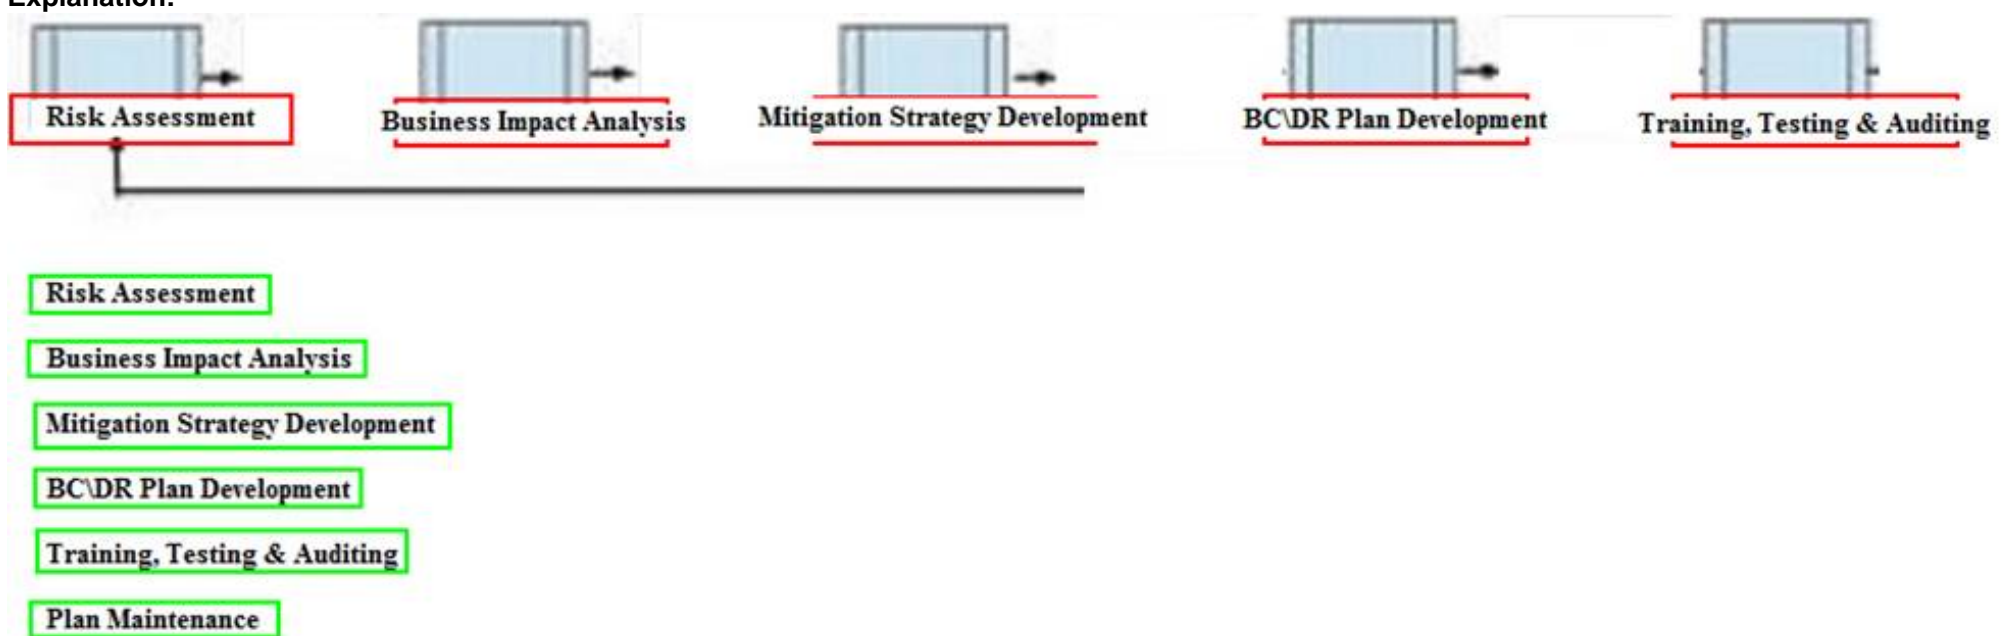 Explanation:
Risk Assessment
Business Impact Analysis
Mitigation Strategy Development
BC\DR Plan Development
Training, Testing & Auditing
Risk Assessment
Business Impact Analysis
Mitigation Strategy Development
BC\DR Plan Development
Training, Testing & Auditing
Plan Maintenance